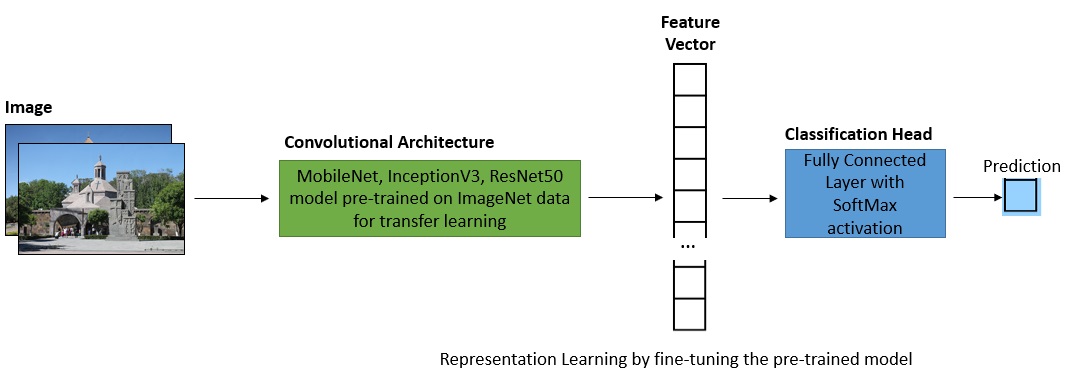 Feature
Vector
Image
Convolutional Architecture
MobileNet, InceptionV3, ResNet50
model pre-trained on ImageNet data
for transfer learning
Classification Head
Fully Connected
Layer with
SoftMax
activation
Prediction
...
Representation Learning by fine-tuning the pre-trained model